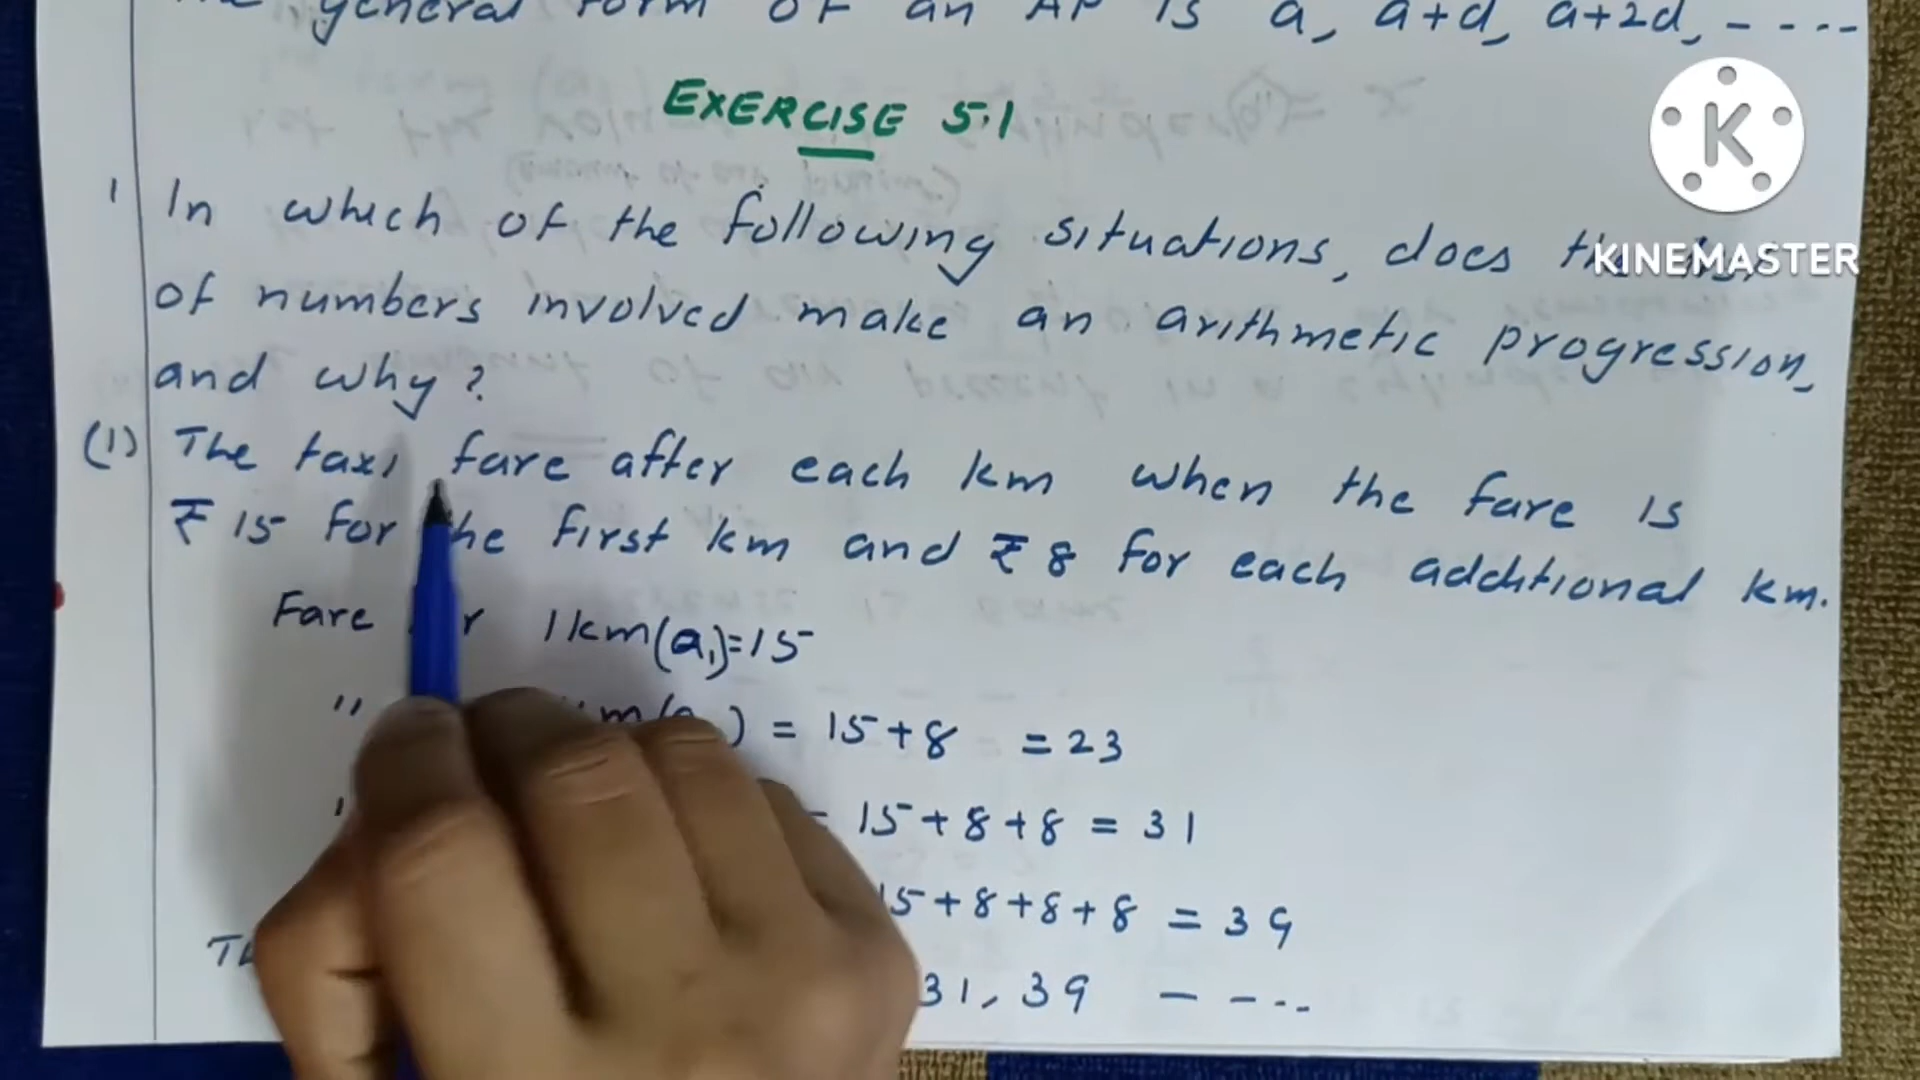 general form of an AP is a, a+d, a+2d, - - - -
EXERCISE 5.1
K
KINEMASTER
1 In which of the following situations, does
of numbers involved make an arithmetic progression,
and why?
(1) The taxi fare after each km when the fare is
₹ 15 for the first km and ₹ 8 for each additional km.
Fare 1km(a₁)=15
" = 15+8 = 23
" 15+8+8 = 31
15+8+8+8 = 39
31, 39 - - - -